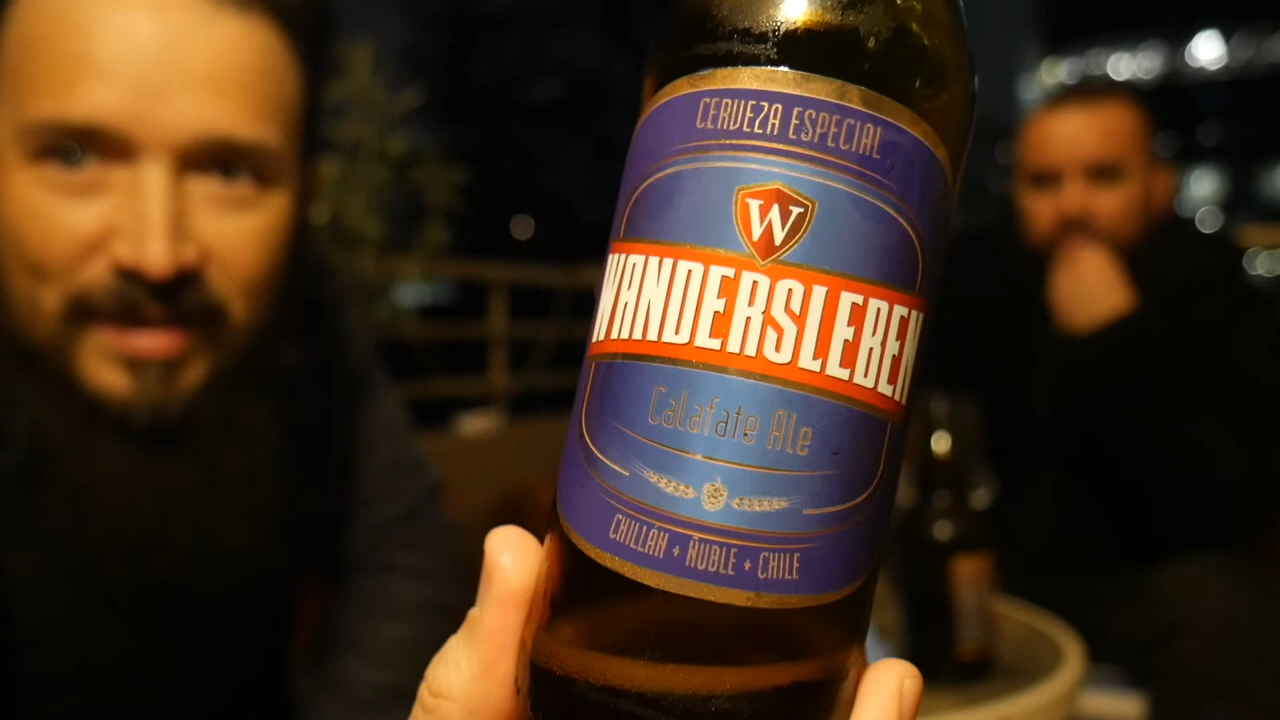 CERVEZA ESPECIAL
W
WANDERSLEBEN
Calafate Ale
CHILLÁN + ÑUBLE + CHILE